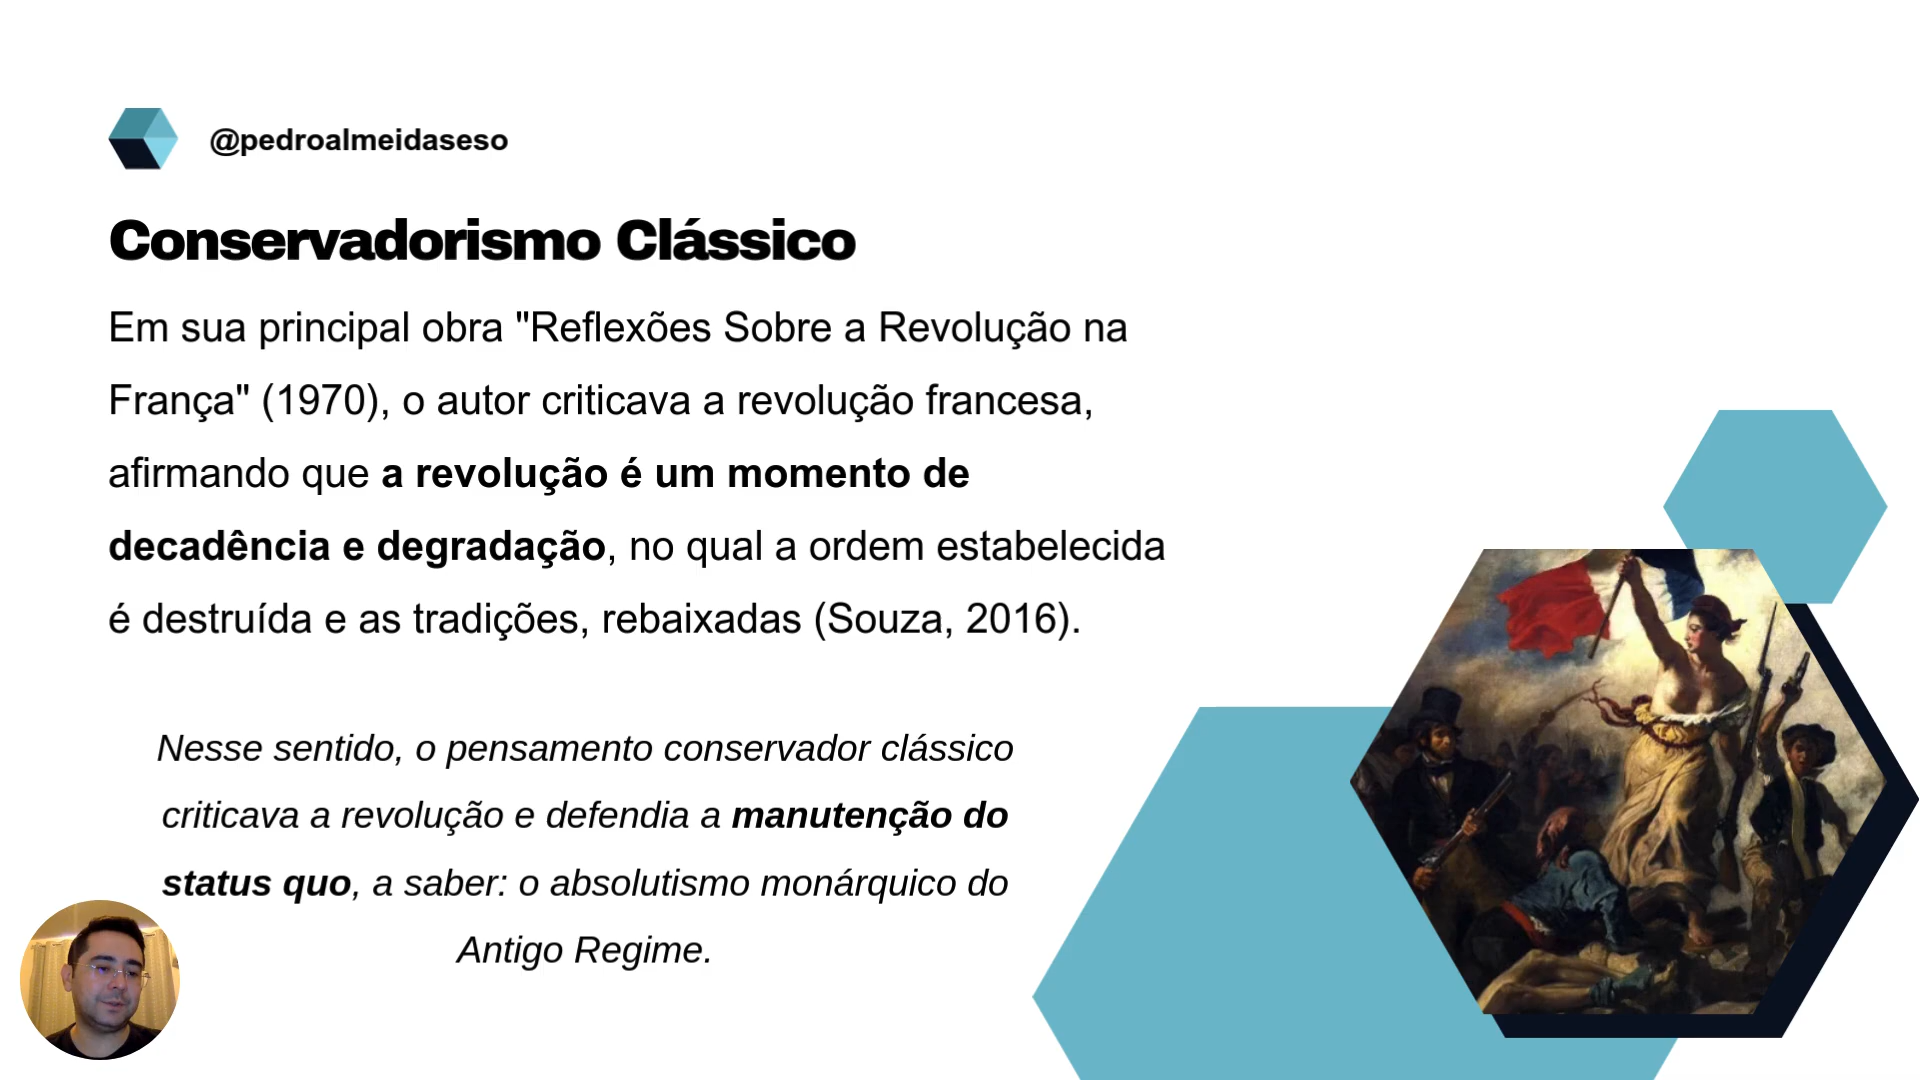 @pedroalmeidaseso
Conservadorismo Clássico
Em sua principal obra "Reflexões Sobre a Revolução na
França" (1970), o autor criticava a revolução francesa,
afirmando que a revolução é um momento de
decadência e degradação, no qual a ordem estabelecida
é destruída e as tradições, rebaixadas (Souza, 2016).
Nesse sentido, o pensamento conservador clássico
criticava a revolução e defendia a manutenção do
status quo, a saber: o absolutismo monárquico do
Antigo Regime.